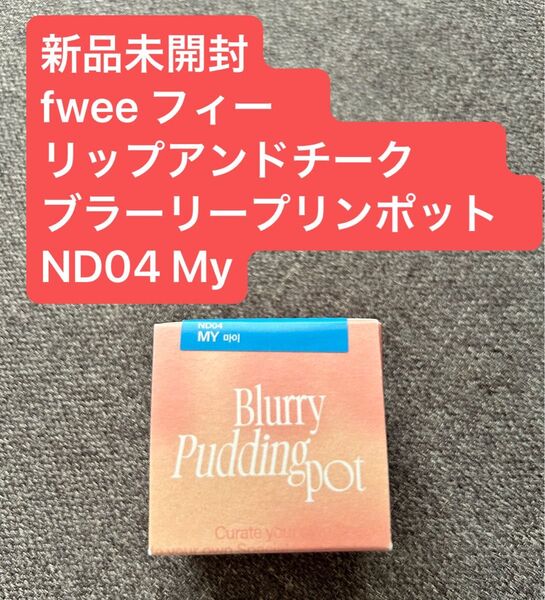 新品未開封
fwee フィー
リップアンドチーク
ブラーリープリンポット
ND04 My
ND04
MY 마이
Blurry
Pudding
pot
Curate your
your own